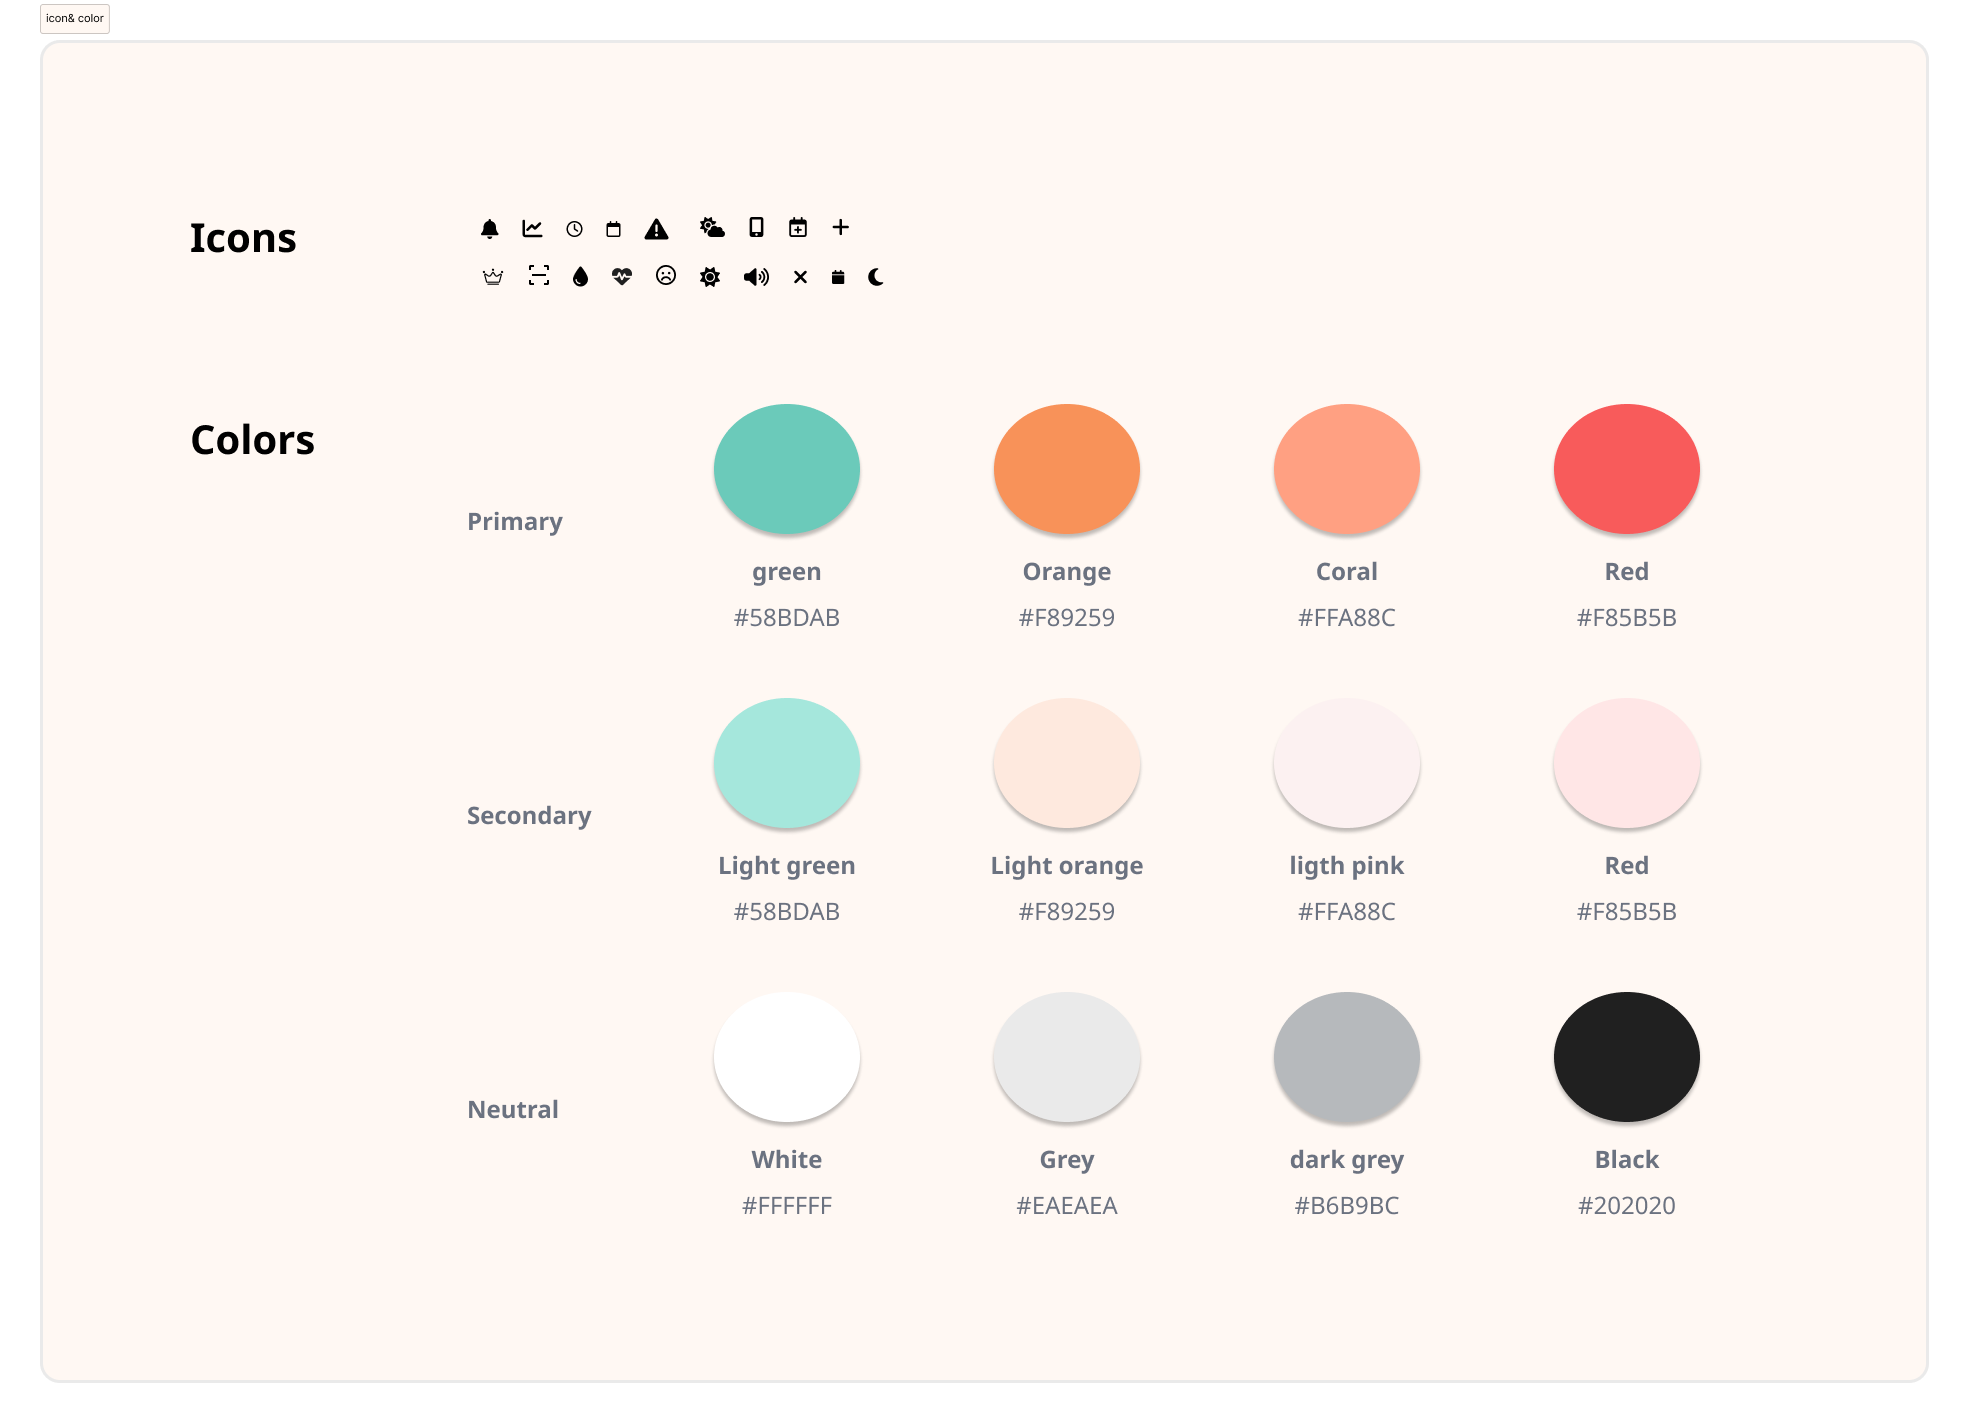 icon& color
Icons
Colors
Primary
green
Orange
Coral
Red
#58BDAB
#F89259
#FFA88C
#F85B5B
Secondary
Light green
Light orange
ligth pink
Red
#58BDAB
#F89259
#FFA88C
#F85B5B
Neutral
White
Grey
dark grey
Black
#FFFFFF
#EAEAEA
#B6B9BC
#202020